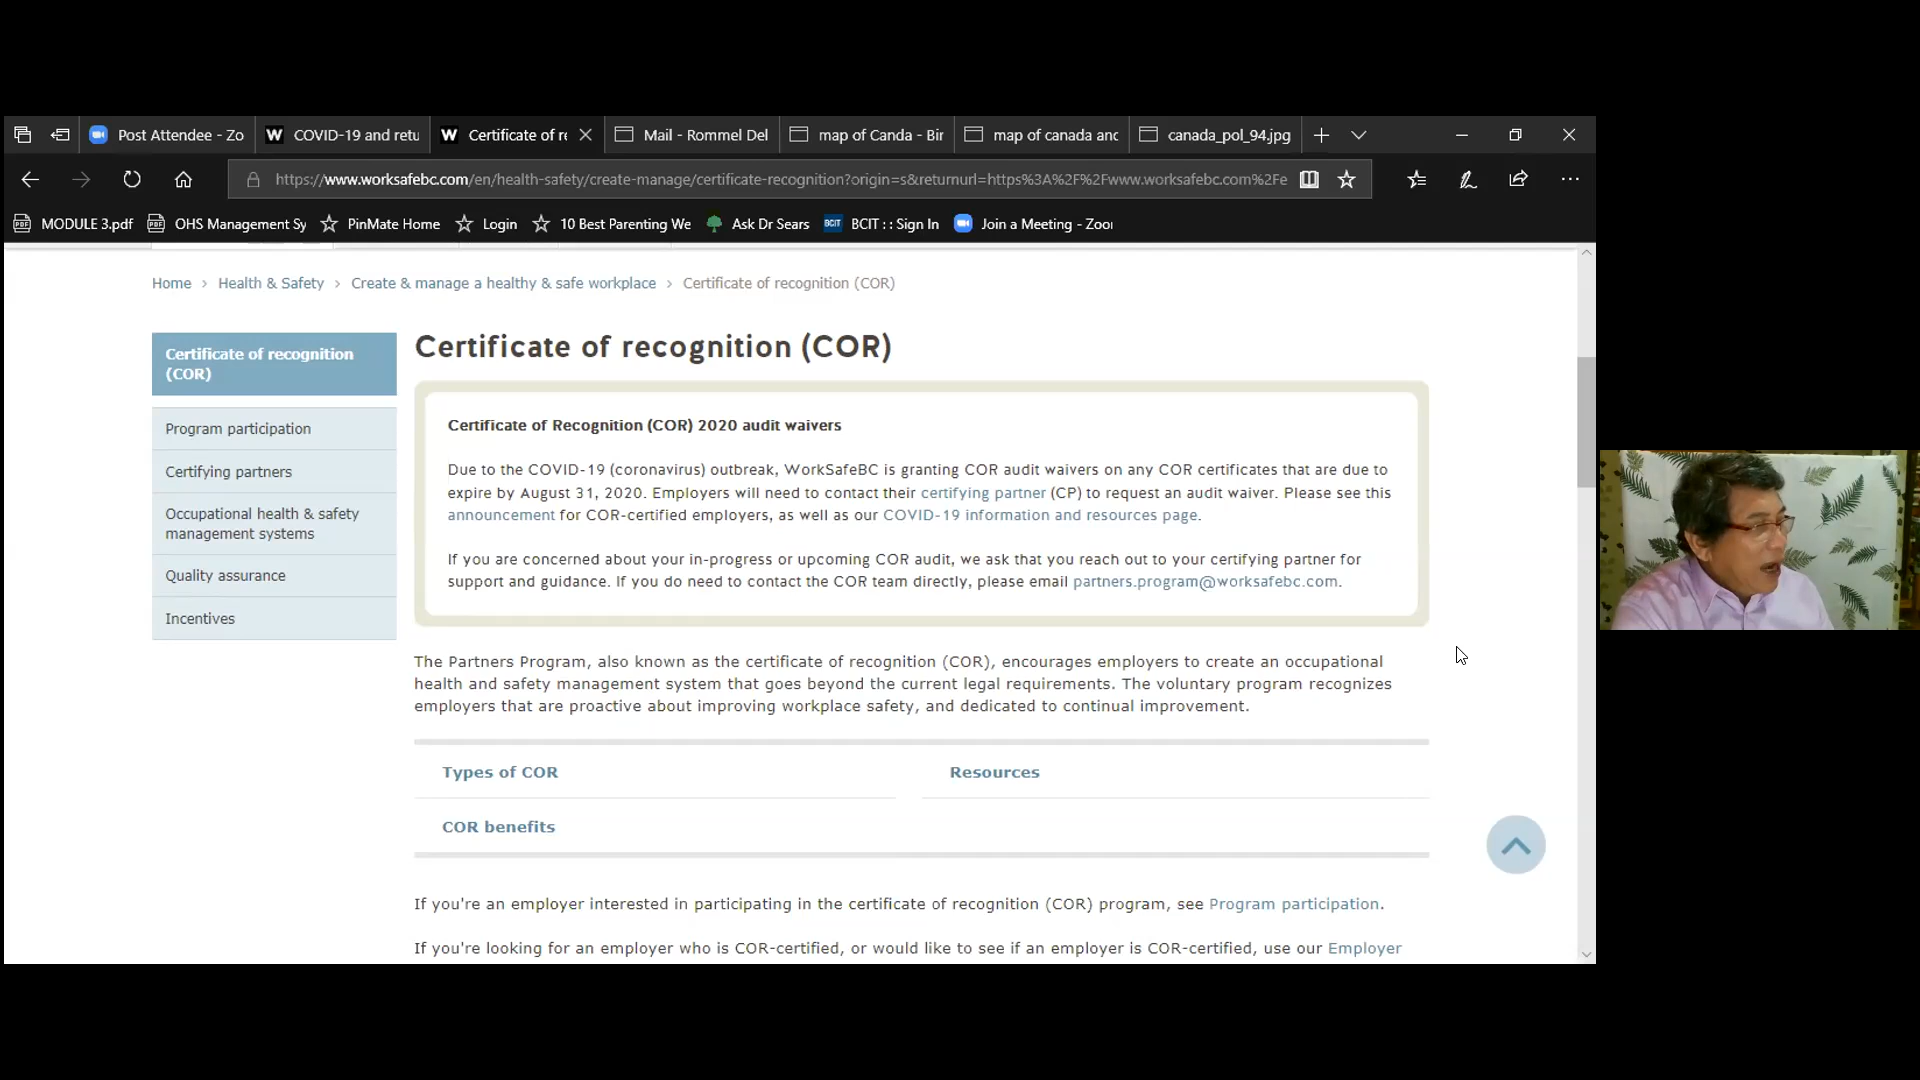 Post Attendee - Zo
COVID-19 and retu
Certificate of re
Mail - Rommel Del
map of Canda - Bir
map of canada anc
canada_pol_94.jpg
https://www.worksafebc.com/en/health-safety/create-manage/certificate-recognition?origin=s&returnurl=https%3A%2F%2Fwww.worksafebc.com%2Fe
MODULE 3.pdf
OHS Management Sy
PinMate Home
Login
10 Best Parenting We
Ask Dr Sears
BCIT
BCIT :: Sign In
Join a Meeting - Zoon
Home > Health & Safety > Create & manage a healthy & safe workplace > Certificate of recognition (COR)
Certificate of recognition
(COR)
Program participation
Certifying partners
Occupational health & safety
management systems
Quality assurance
Incentives
Certificate of recognition (COR)
Certificate of Recognition (COR) 2020 audit waivers
Due to the COVID-19 (coronavirus) outbreak, WorkSafeBC is granting COR audit waivers on any COR certificates that are due to
expire by August 31, 2020. Employers will need to contact their certifying partner (CP) to request an audit waiver. Please see this
announcement for COR-certified employers, as well as our COVID-19 information and resources page.
If you are concerned about your in-progress or upcoming COR audit, we ask that you reach out to your certifying partner for
support and guidance. If you do need to contact the COR team directly, please email partners.program@worksafebc.com.
The Partners Program, also known as the certificate of recognition (COR), encourages employers to create an occupational
health and safety management system that goes beyond the current legal requirements. The voluntary program recognizes
employers that are proactive about improving workplace safety, and dedicated to continual improvement.
Types of COR
Resources
COR benefits
If you're an employer interested in participating in the certificate of recognition (COR) program, see Program participation.
If you're looking for an employer who is COR-certified, or would like to see if an employer is COR-certified, use our Employer